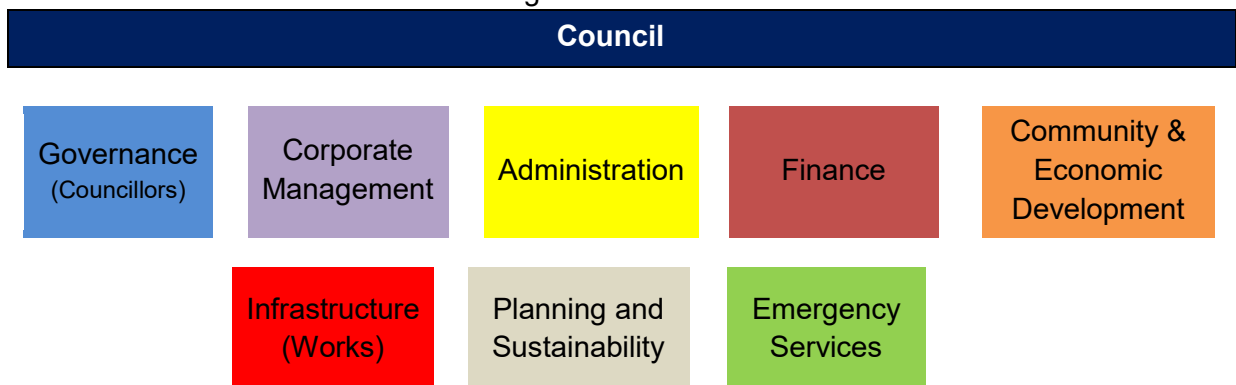 Council
Governance
(Councillors)
Corporate
Management
Administration
Finance
Community &
Economic
Development
Infrastructure
(Works)
Planning and
Sustainability
Emergency
Services